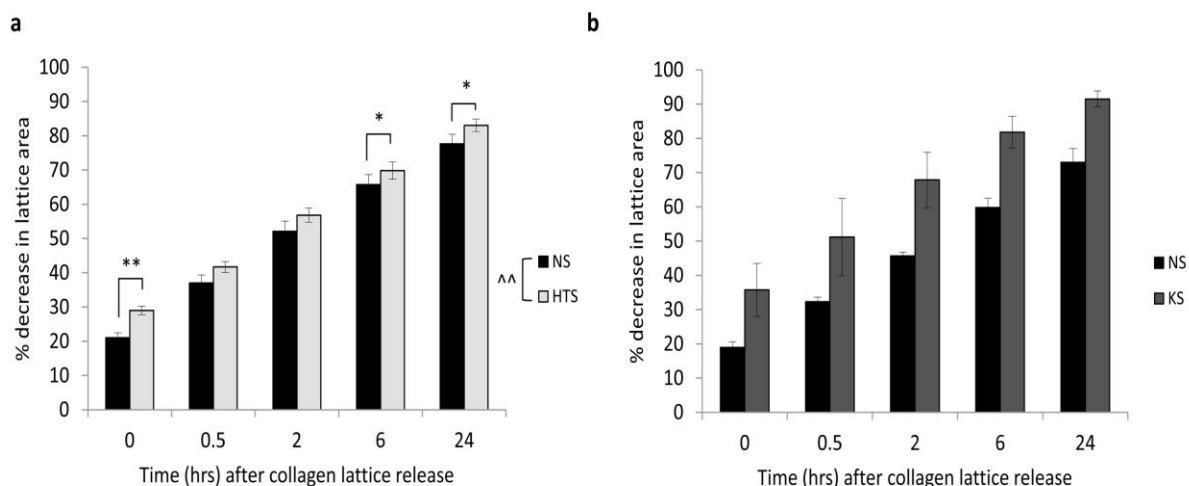 a
% decrease in lattice area
100
90
80
70
60
50
40
30
20
10
0
**
*
*
0 0.5 2 6 24
Time (hrs) after collagen lattice release
^^
NS
HTS
b
% decrease in lattice area
100
90
80
70
60
50
40
30
20
10
0
0 0.5 2 6 24
Time (hrs) after collagen lattice release
NS
KS